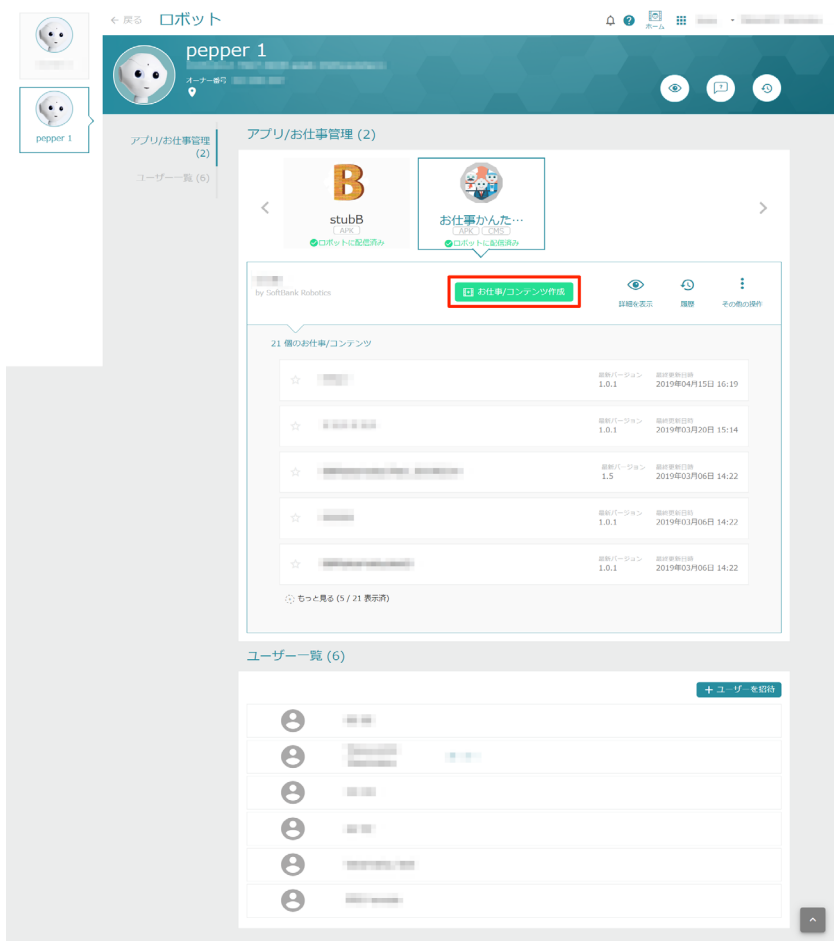 ← 戻る
ロボット
ホーム
pepper 1
オーナー番号
pepper 1
アプリ/お仕事管理
(2)
ユーザー一覧 (6)
アプリ/お仕事管理 (2)
B
stubB
APK
ロボットに配信済み
お仕事かんた…
APK
CMS
ロボットに配信済み
by SoftBank Robotics
お仕事/コンテンツ作成
詳細を表示
履歴
その他の操作
21 個のお仕事/コンテンツ
最新バージョン
最終更新日時
1.0.1
2019年04月15日 16:19
最新バージョン
最終更新日時
1.0.1
2019年03月20日 15:14
最新バージョン
最終更新日時
1.5
2019年03月06日 14:22
最新バージョン
最終更新日時
1.0.1
2019年03月06日 14:22
最新バージョン
最終更新日時
1.0.1
2019年03月06日 14:22
もっと見る (5 / 21 表示済)
ユーザー一覧 (6)
+ ユーザーを招待